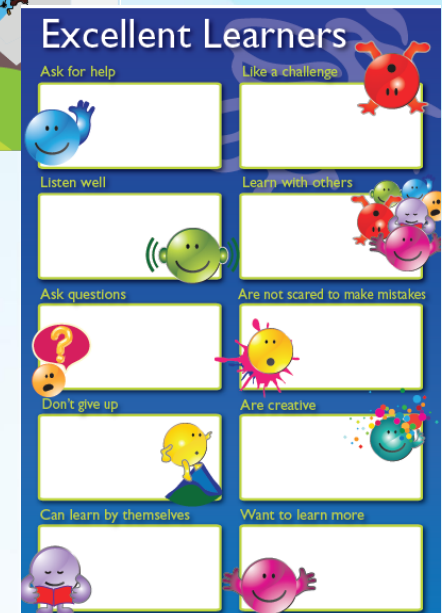 Excellent Learners
Ask for help
Like a challenge
Listen well
Learn with others
Ask questions
Are not scared to make mistakes
Don't give up
Are creative
Can learn by themselves
Want to learn more